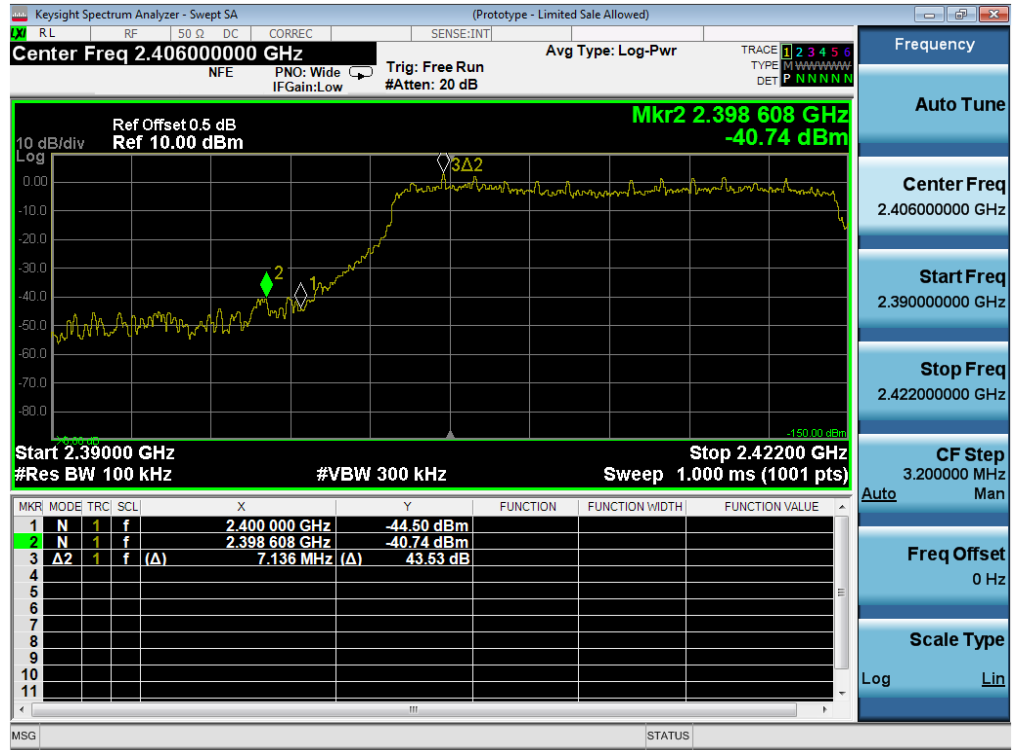 Keysight Spectrum Analyzer - Swept SA (Prototype - Limited Sale Allowed)
LXI RL RF 50 Ω DC CORREC SENSE:INT
Center Freq 2.406000000 GHz
NFE PNO: Wide
IFGain:Low
Trig: Free Run
#Atten: 20 dB
Avg Type: Log-Pwr
TRACE 1 2 3 4 5 6
TYPE M W W W W W
DET P N N N N N
Ref Offset 0.5 dB
10 dB/div Ref 10.00 dBm
Log
Mkr2 2.398 608 GHz
-40.74 dBm
0.00
-10.0
-20.0
-30.0
-40.0
-50.0
-60.0
-70.0
-80.0
3Δ2
2
1
-150.00 dBm
Start 2.39000 GHz Stop 2.42200 GHz
#Res BW 100 kHz #VBW 300 kHz Sweep 1.000 ms (1001 pts)
MKR MODE TRC SCL X Y FUNCTION FUNCTION WIDTH FUNCTION VALUE
1 N 1 f 2.400 000 GHz -44.50 dBm
2 N 1 f 2.398 608 GHz -40.74 dBm
3 Δ2 1 f (Δ) 7.136 MHz (Δ) 43.53 dB
4
5
6
7
8
9
10
11
MSG STATUS
Frequency
Auto Tune
Center Freq
2.406000000 GHz
Start Freq
2.390000000 GHz
Stop Freq
2.422000000 GHz
CF Step
3.200000 MHz
Auto Man
Freq Offset
0 Hz
Scale Type
Log Lin